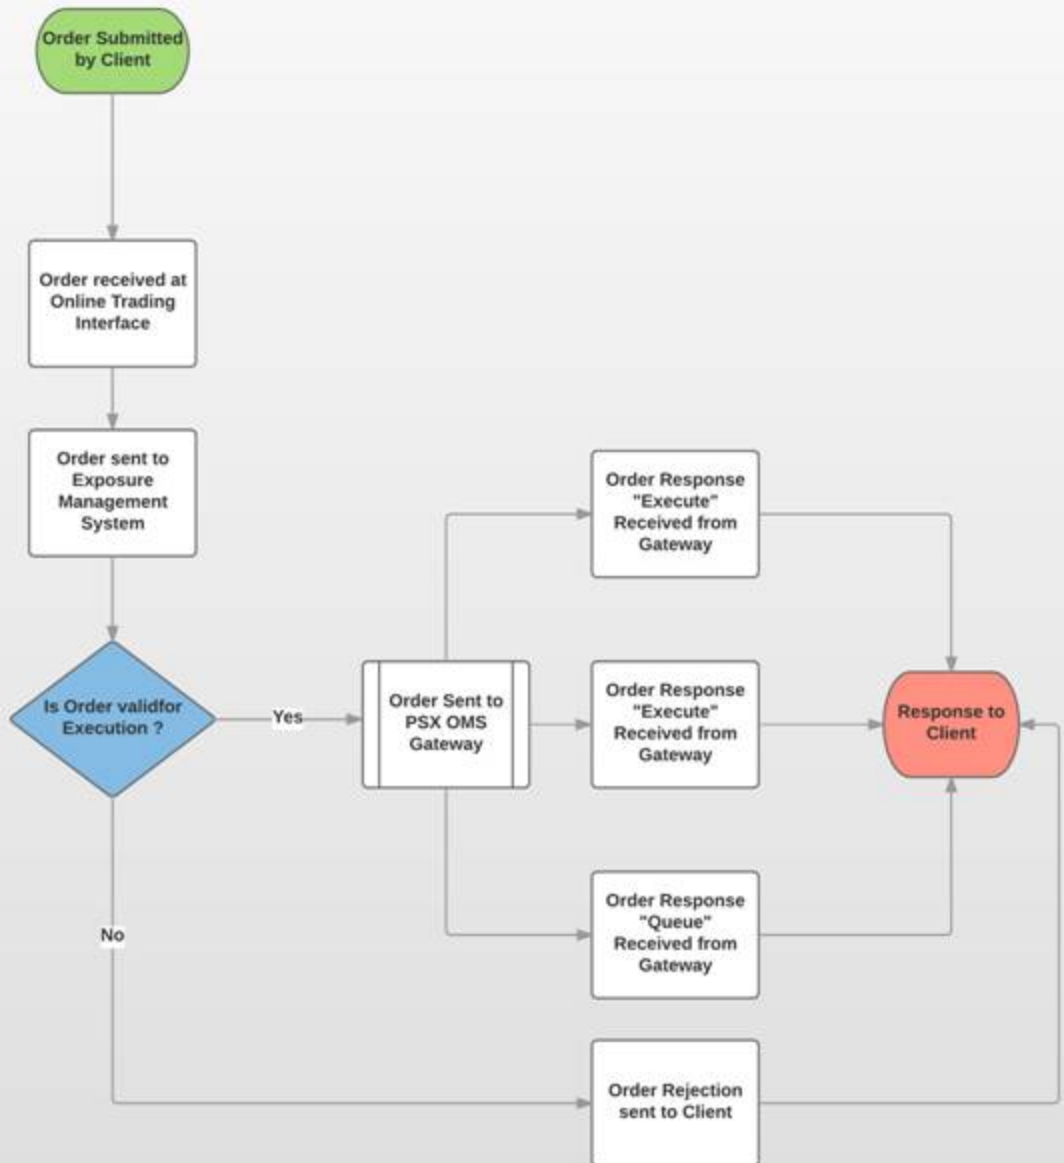 Order Submitted
by Client
Order received at
Online Trading
Interface
Order sent to
Exposure
Management
System
Is Order validfor
Execution ?
Yes
No
Order Sent to
PSX OMS
Gateway
Order Response
"Execute"
Received from
Gateway
Order Response
"Execute"
Received from
Gateway
Order Response
"Queue"
Received from
Gateway
Order Rejection
sent to Client
Response to
Client